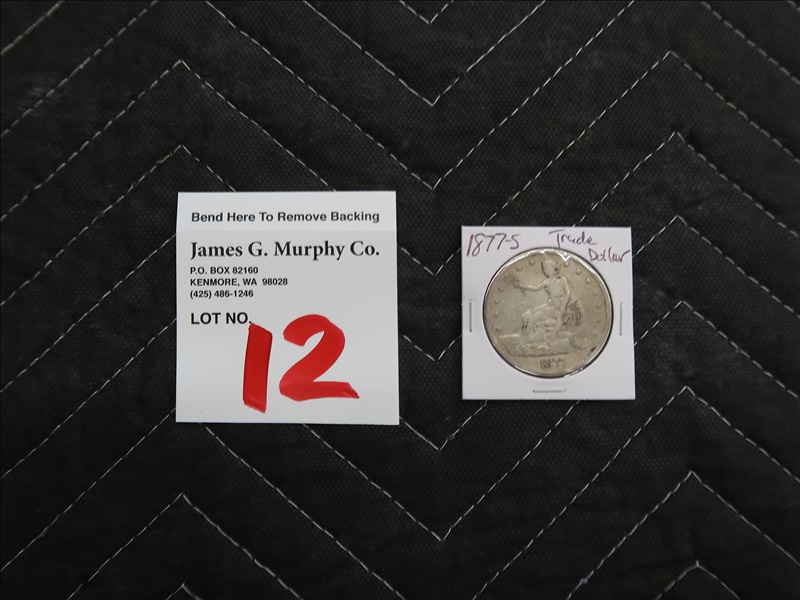 Bend Here To Remove Backing
James G. Murphy Co.
P.O. BOX 82160
KENMORE, WA 98028
(425) 486-1246
LOT NO.
12
1877-S Trade
Dollar
1877